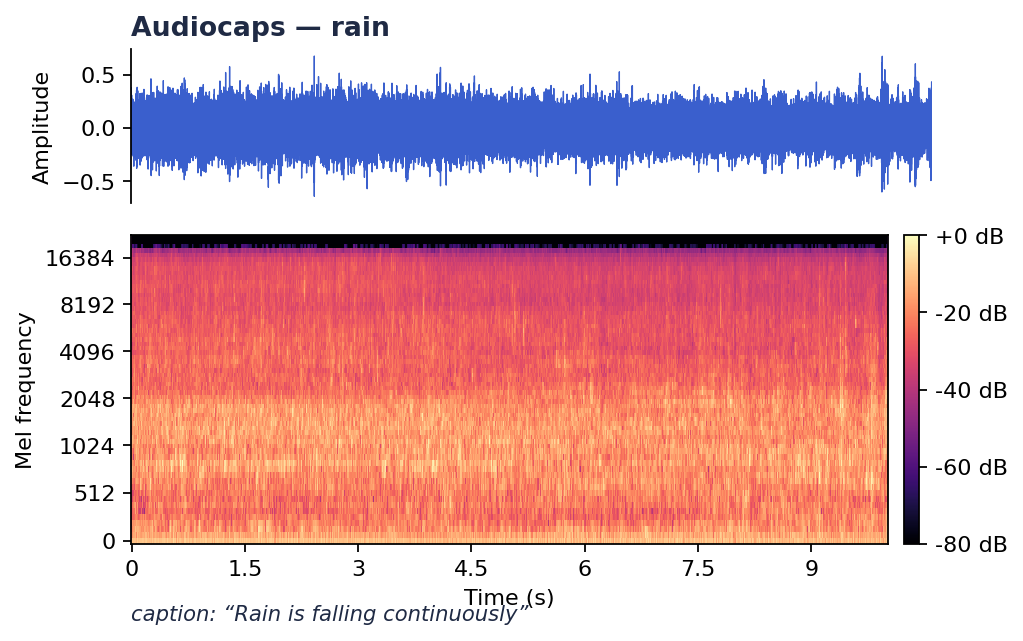 Audiocaps — rain
Amplitude
0.5
0.0
−0.5
Mel frequency
16384
8192
4096
2048
1024
512
0
+0 dB
-20 dB
-40 dB
-60 dB
-80 dB
0 1.5 3 4.5 6 7.5 9
Time (s)
caption: “Rain is falling continuously”